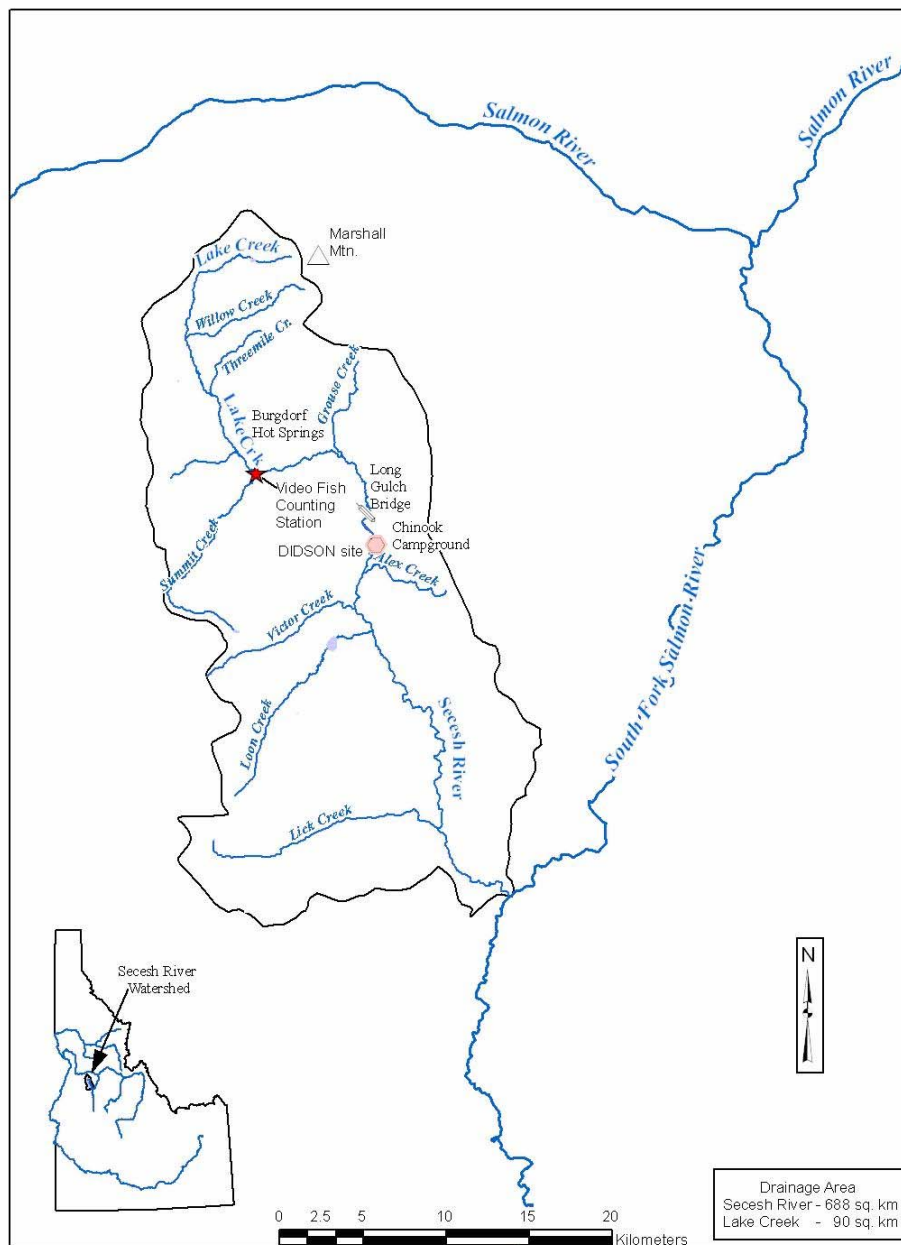 Salmon River
Salmon River
Marshall
Mtn.
Lake Creek
Willow Creek
Threemile Cr.
Grouse Creek
LakeCrk
Burgdorf
Hot Springs
Long
Gulch
Bridge
Video Fish
Counting
Station
Chinook
Campground
DIDSON site
Alex Creek
Summit Creek
Victor Creek
South Fork Salmon River
Loon Creek
Secesh
River
Lick Creek
Secesh River
Watershed
N
0 2.5 5 10 15 20
Kilometers
Drainage Area
Secesh River - 688 sq. km
Lake Creek - 90 sq. km